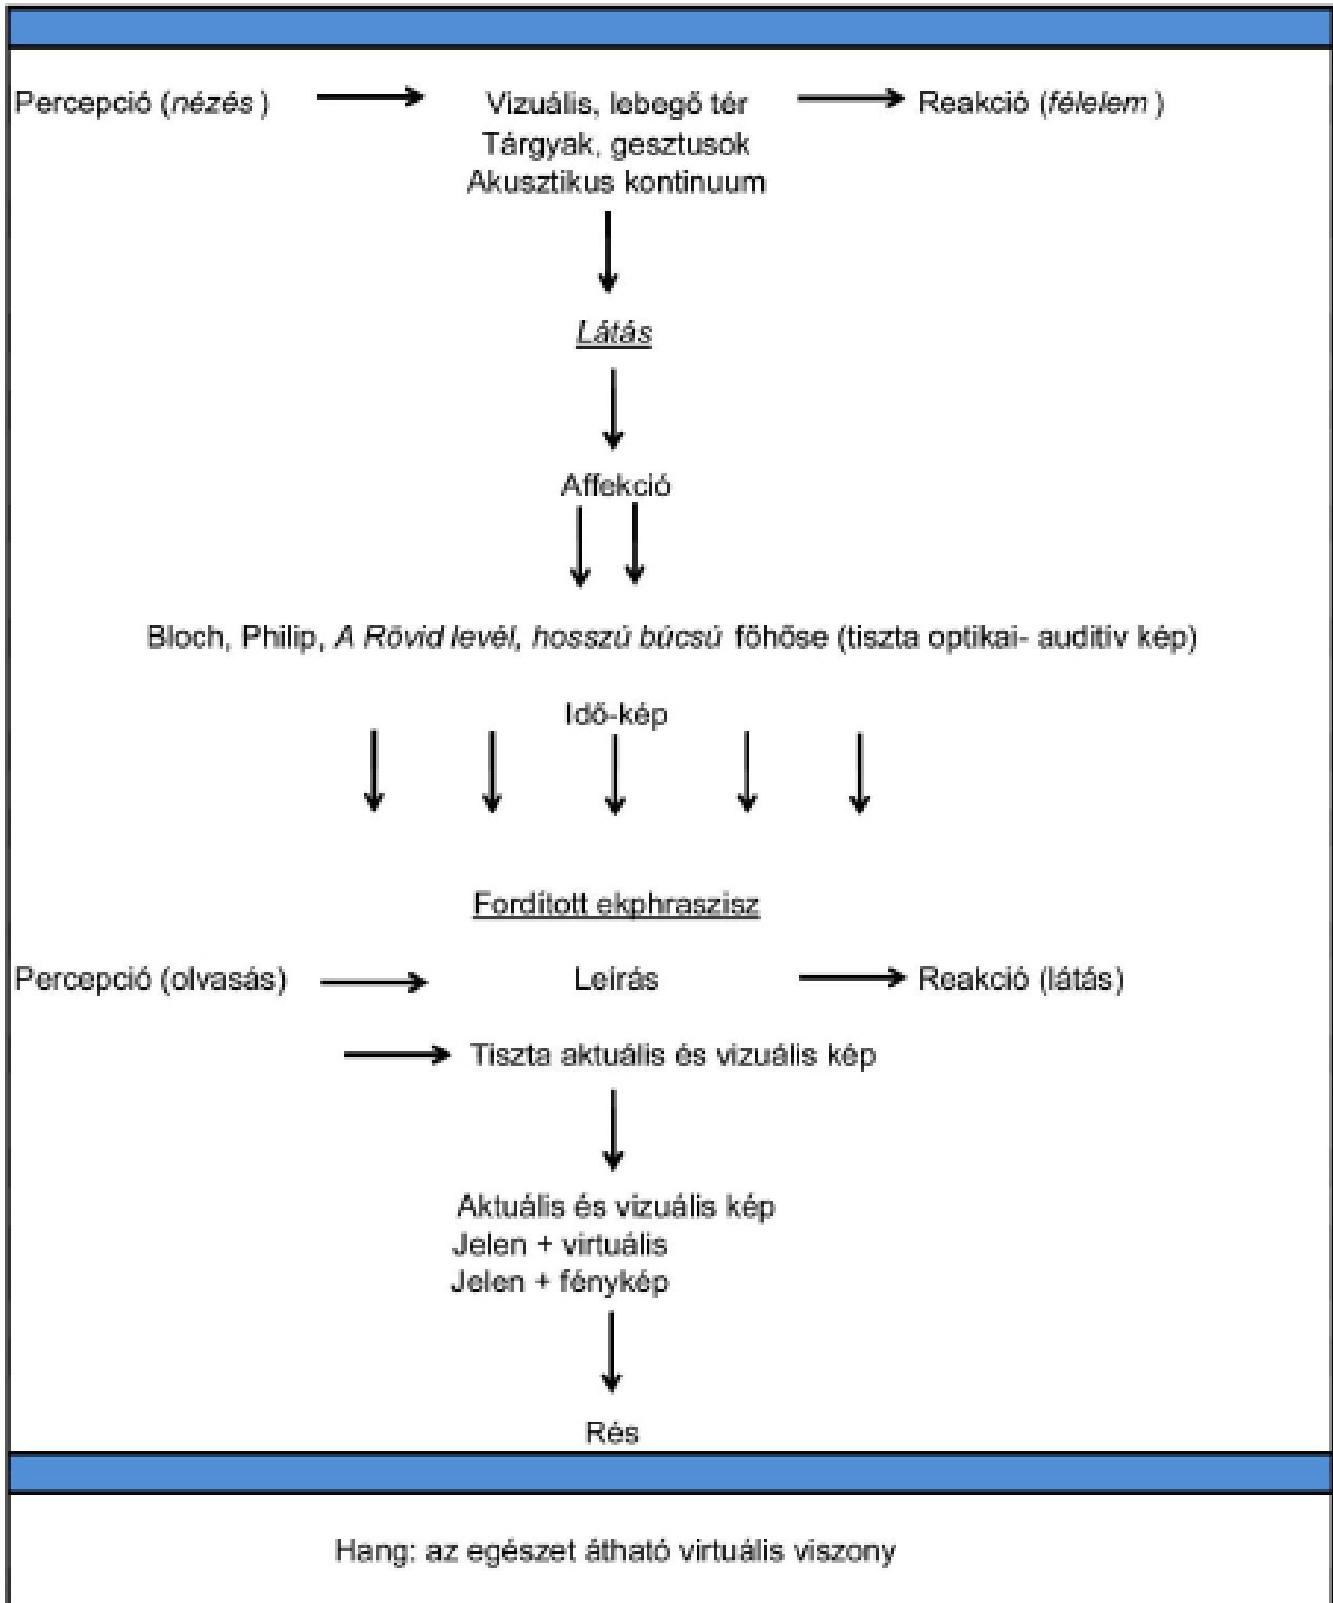 Percepció (nézés) Vizuális, lebegő tér Reakció (félelem)
Tárgyak, gesztusok
Akusztikus kontinuum
Látás
Affekció
Bloch, Philip, A Rövid levél, hosszú búcsú főhőse (tiszta optikai- auditív kép)
Idő-kép
Fordított ekphraszisz
Percepció (olvasás) Leírás Reakció (látás)
Tiszta aktuális és vizuális kép
Aktuális és vizuális kép
Jelen + virtuális
Jelen + fénykép
Rés
Hang: az egészet átható virtuális viszony